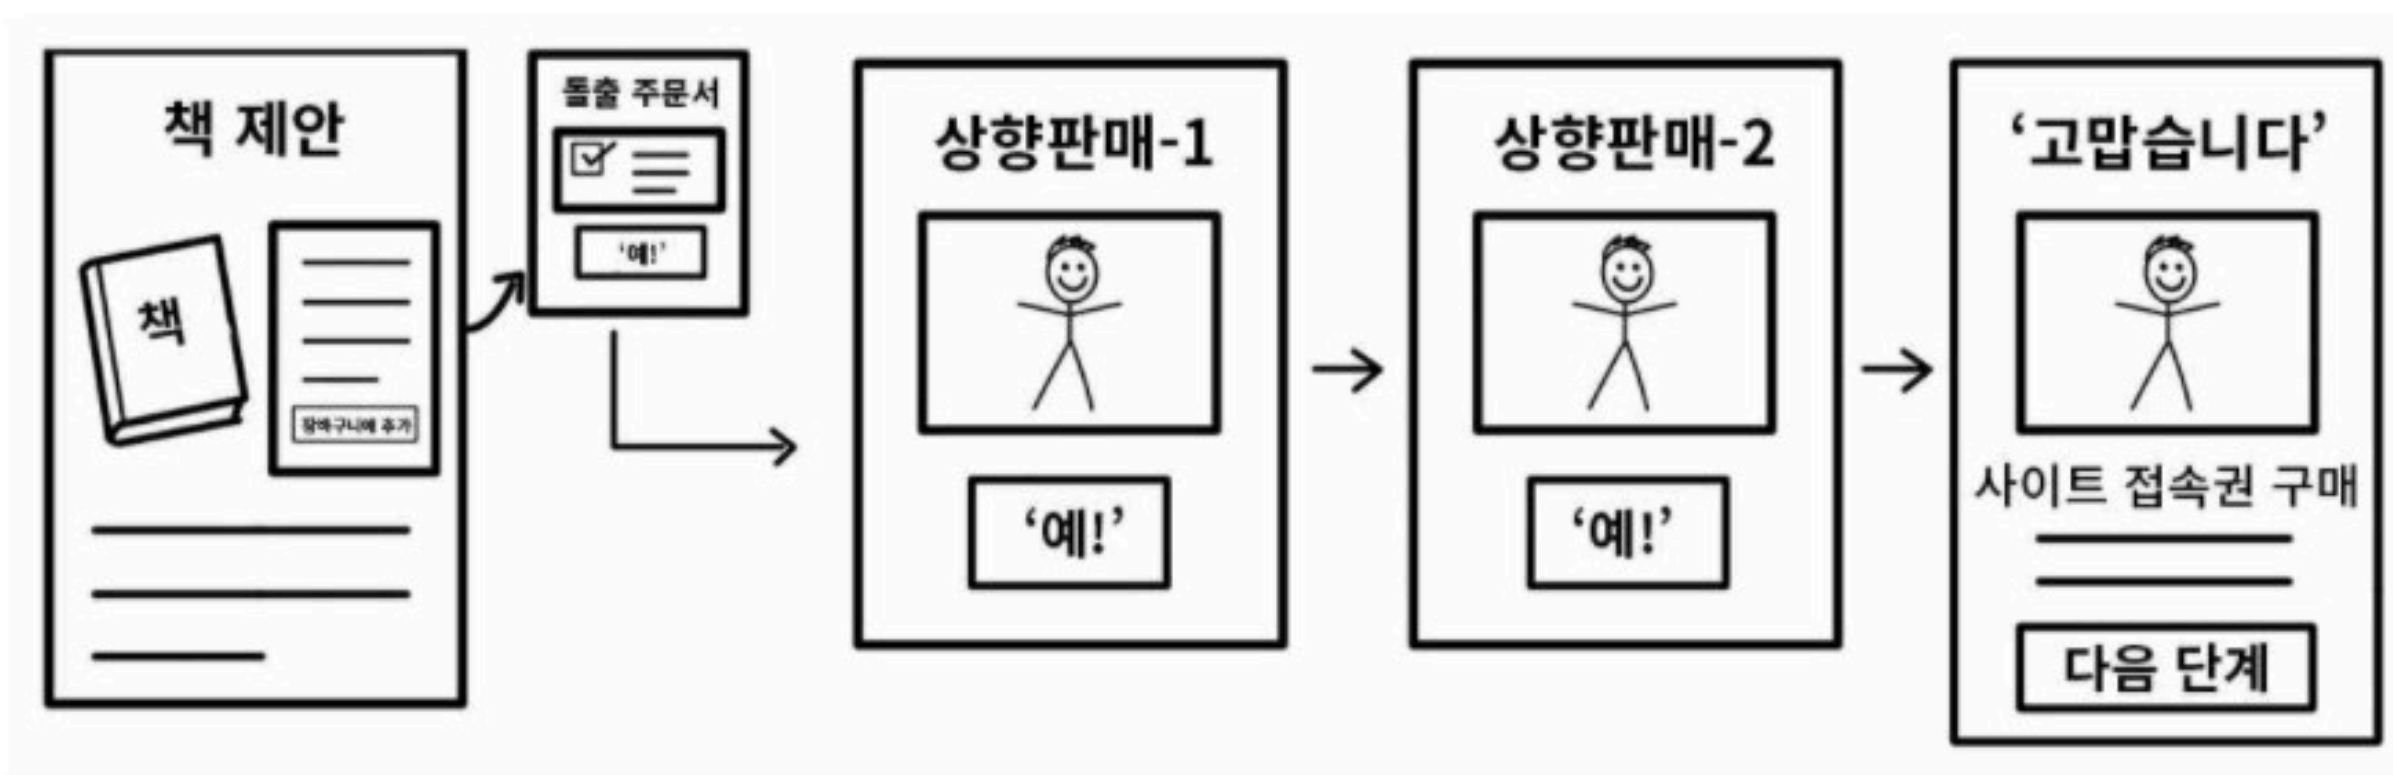 책 제안
책
장바구니에 추가
돌출 주문서
‘예!’
상향판매-1
‘예!’
상향판매-2
‘예!’
‘고맙습니다’
사이트 접속권 구매
다음 단계